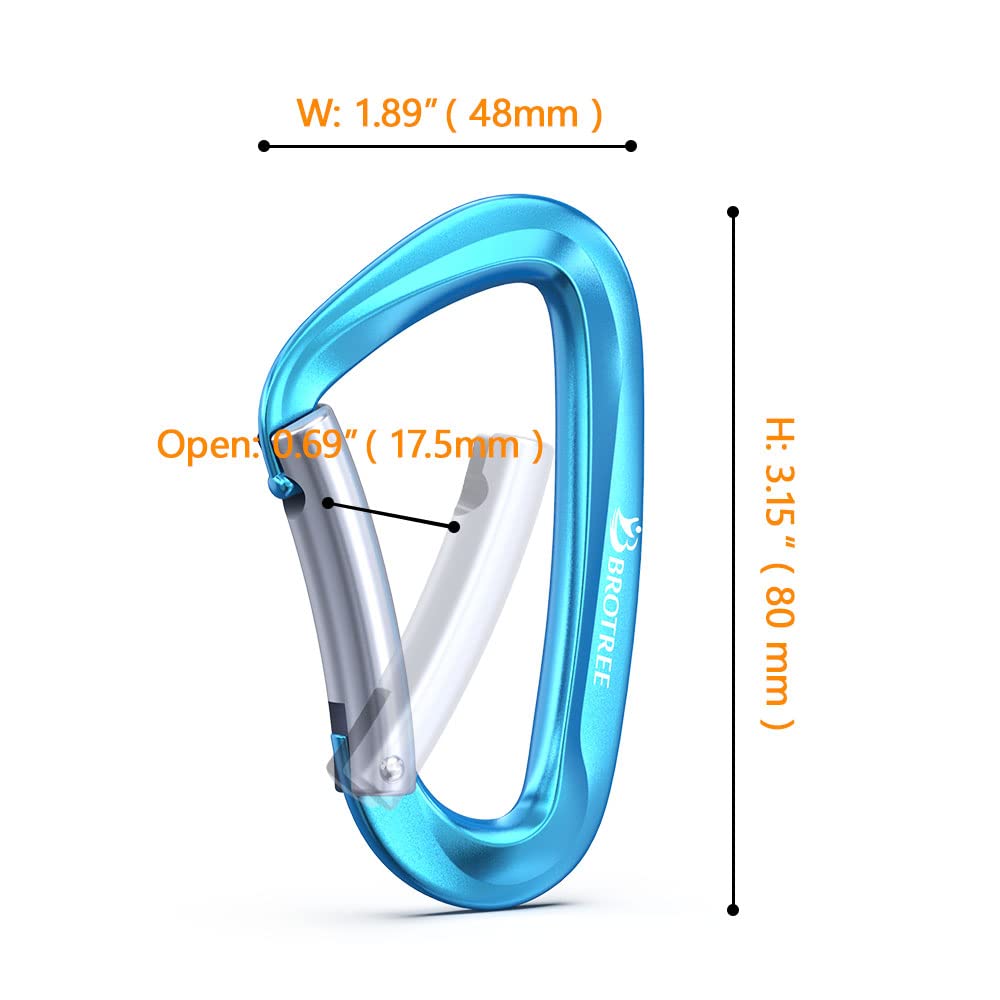 W: 1.89″ ( 48mm )
Open: 0.69″ ( 17.5mm )
H: 3.15 ″ ( 80 mm )
BROTREE